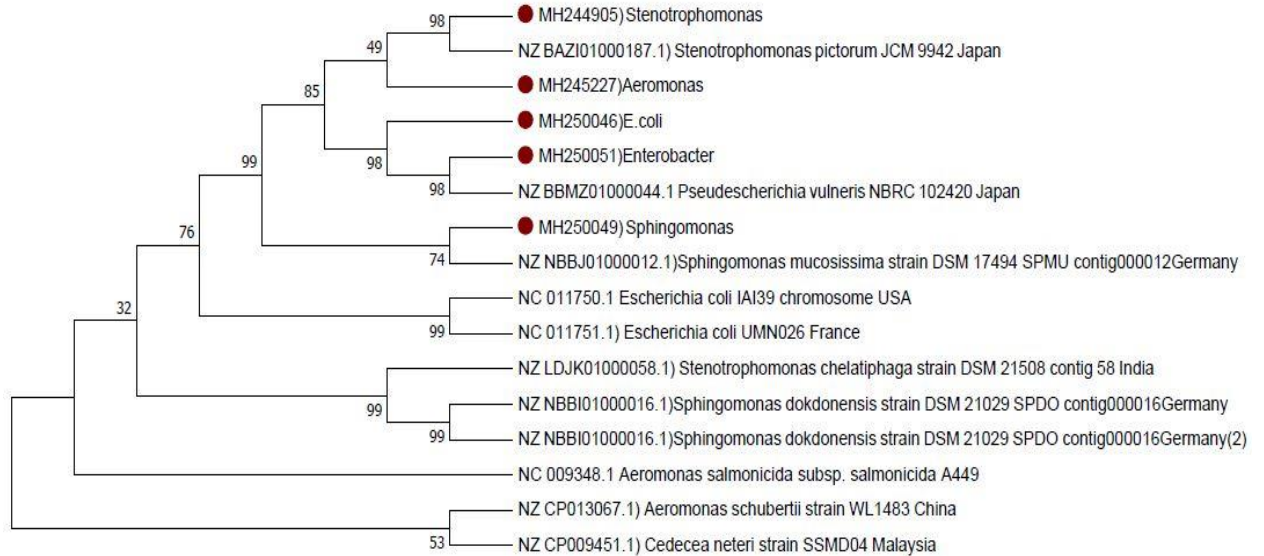 98
MH244905)Stenotrophomonas
49
NZ BAZI01000187.1) Stenotrophomonas pictorum JCM 9942 Japan
85
MH245227)Aeromonas
MH250046)E.coli
99
98
MH250051)Enterobacter
98
NZ BBMZ01000044.1 Pseudescherichia vulneris NBRC 102420 Japan
76
MH250049)Sphingomonas
74
NZ NBBJ01000012.1)Sphingomonas mucosissima strain DSM 17494 SPMU contig000012Germany
32
NC 011750.1 Escherichia coli IAI39 chromosome USA
99
NC 011751.1) Escherichia coli UMN026 France
NZ LDJK01000058.1) Stenotrophomonas chelatiphaga strain DSM 21508 contig 58 India
99
NZ NBBI01000016.1)Sphingomonas dokdonensis strain DSM 21029 SPDO contig000016Germany
99
NZ NBBI01000016.1)Sphingomonas dokdonensis strain DSM 21029 SPDO contig000016Germany(2)
NC 009348.1 Aeromonas salmonicida subsp. salmonicida A449
NZ CP013067.1) Aeromonas schubertii strain WL1483 China
53
NZ CP009451.1) Cedecea neteri strain SSMD04 Malaysia